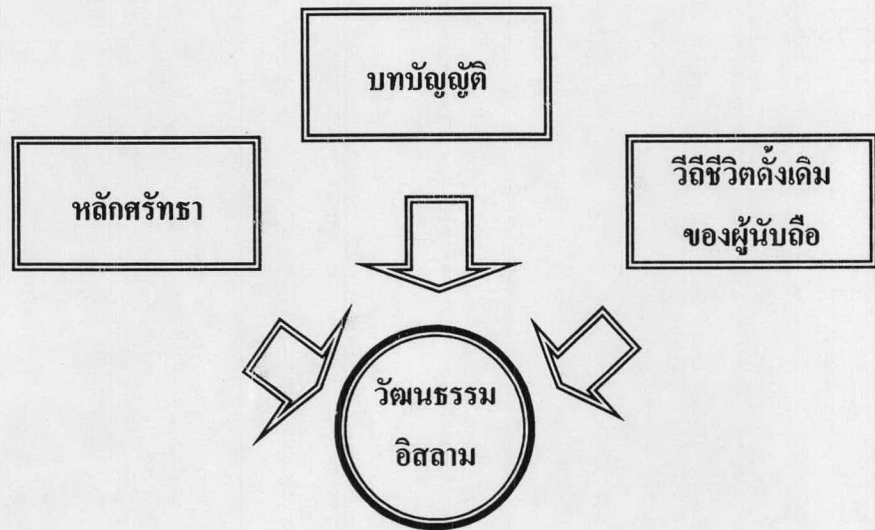 บทบัญญัติ
หลักศรัทธา
วิถีชีวิตดั้งเดิม
ของผู้นับถือ
วัฒนธรรม
อิสลาม